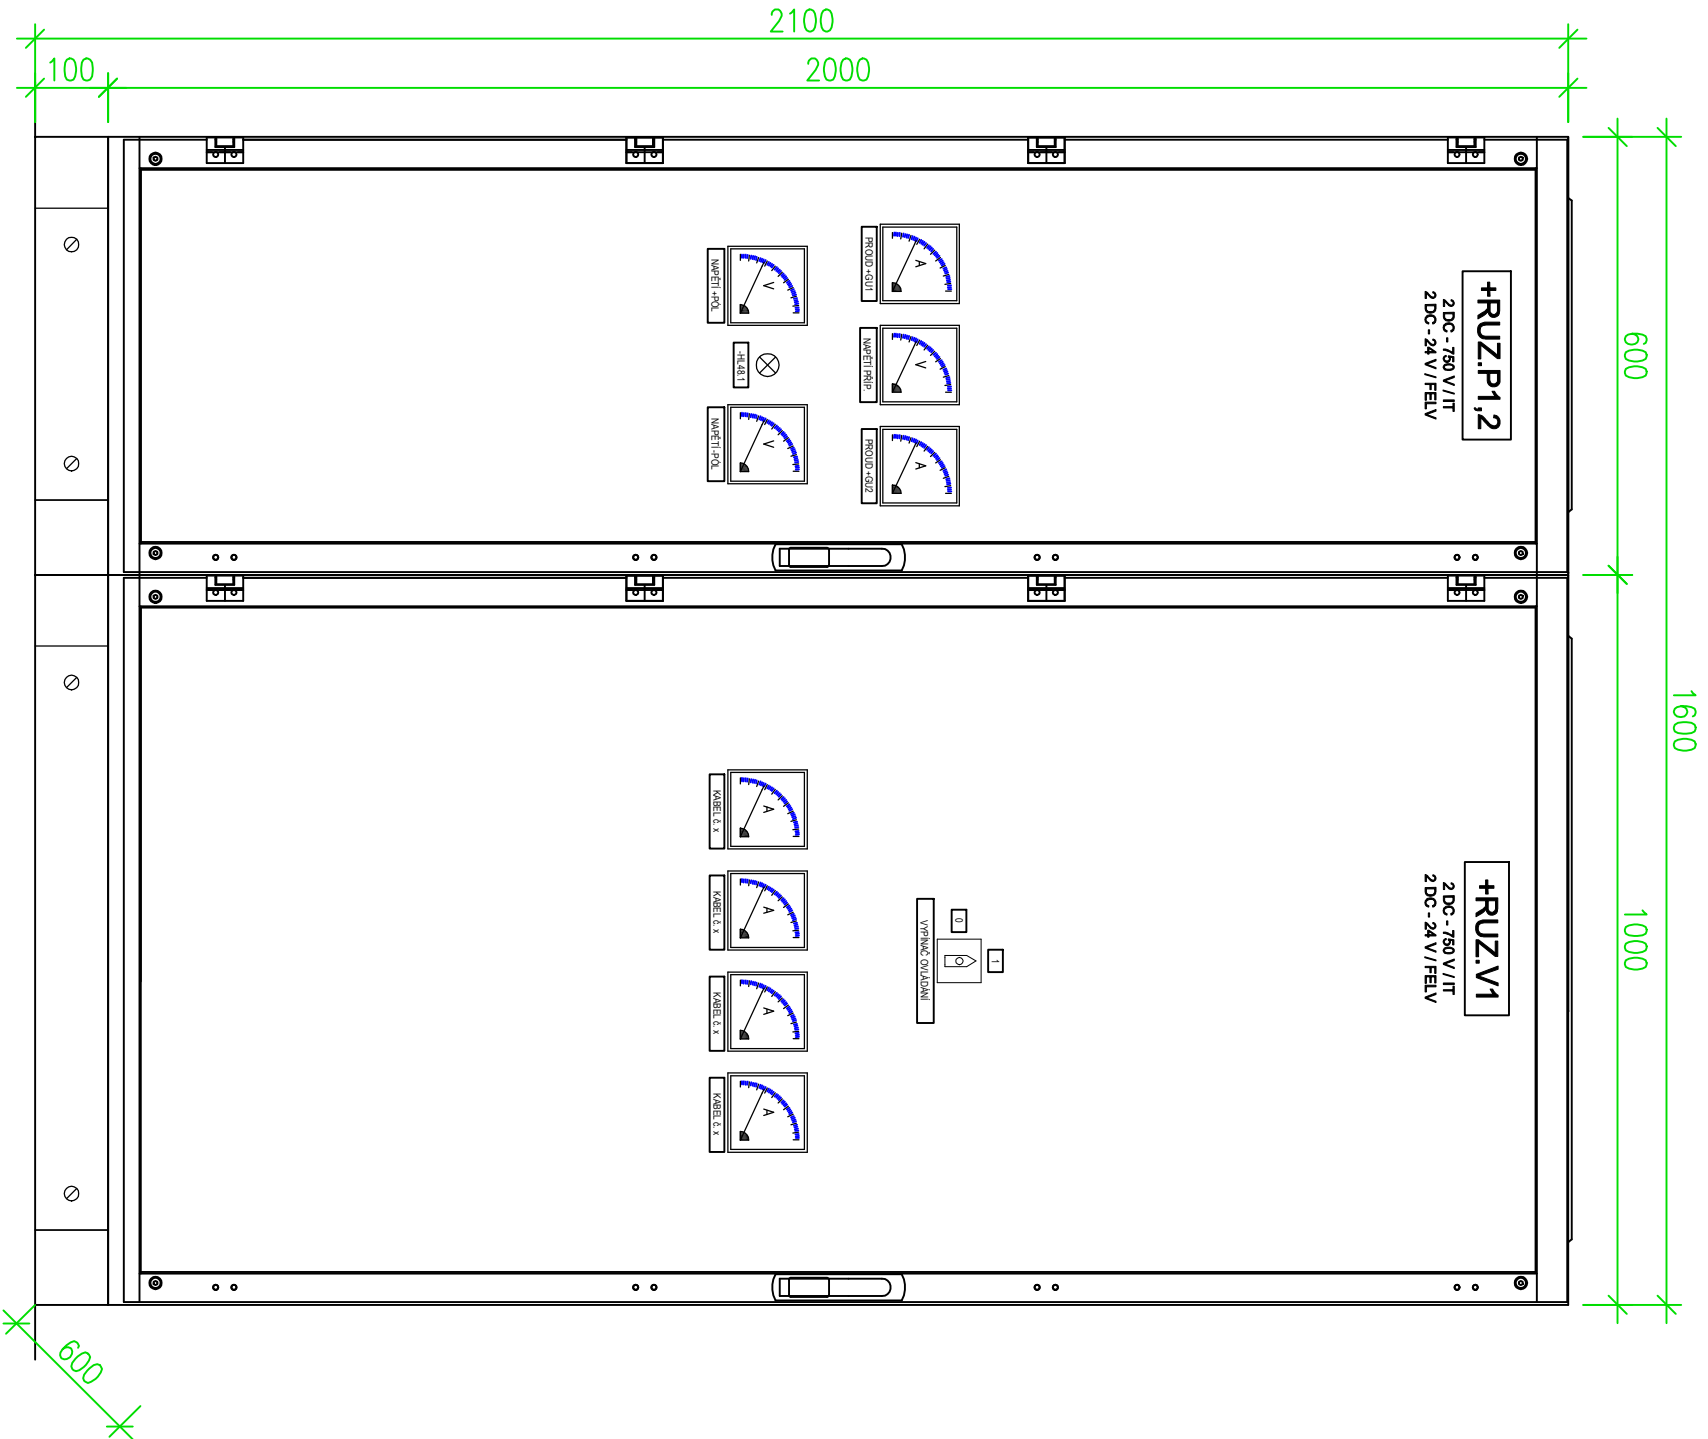 2100
2000
100
600
1600
1000
600
+RUZ.P1,2
2 DC - 750 V / IT
2 DC - 24 V / FELV
PROUD +GU1
A
NAPĚTÍ PŘÍP.
V
PROUD +GU2
A
NAPĚTÍ +PÓL
V
-HL48.1
NAPĚTÍ -PÓL
V
+RUZ.V1
2 DC - 750 V / IT
2 DC - 24 V / FELV
1
0
VYPÍNAČ OVLÁDÁNÍ
A
KABEL č. x
A
KABEL č. x
A
KABEL č. x
A
KABEL č. x